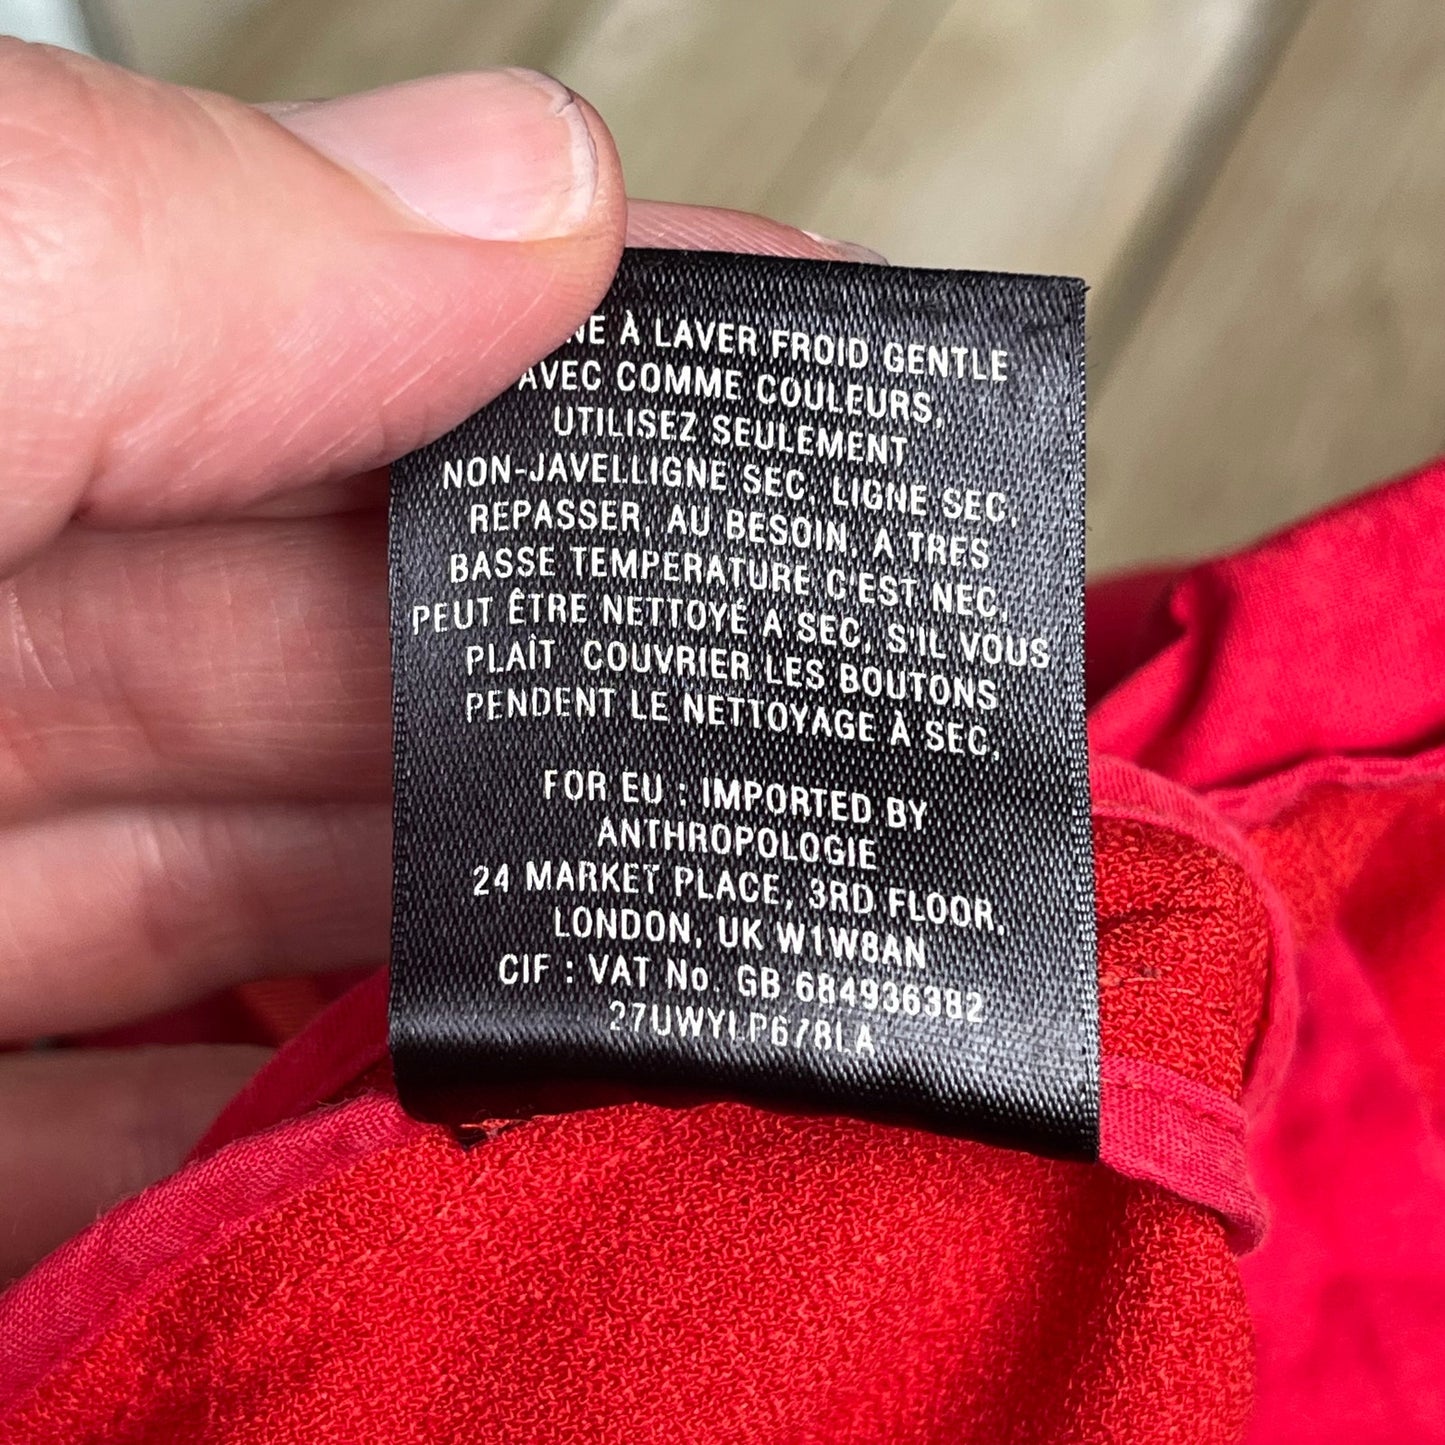 À LAVER FROID GENTLE
AVEC COMME COULEURS,
UTILISEZ SEULEMENT
NON-JAVELLIGNE SEC, LIGNE SEC,
REPASSER, AU BESOIN, A TRES
BASSE TEMPERATURE C'EST NEC,
PEUT ÊTRE NETTOYÉ A SEC, S'IL VOUS
PLAÎT COUVRIER LES BOUTONS
PENDENT LE NETTOYAGE À SEC,
FOR EU : IMPORTED BY
ANTHROPOLOGIE
24 MARKET PLACE, 3RD FLOOR,
LONDON, UK W1W8AN
CIF : VAT No. GB 684936382